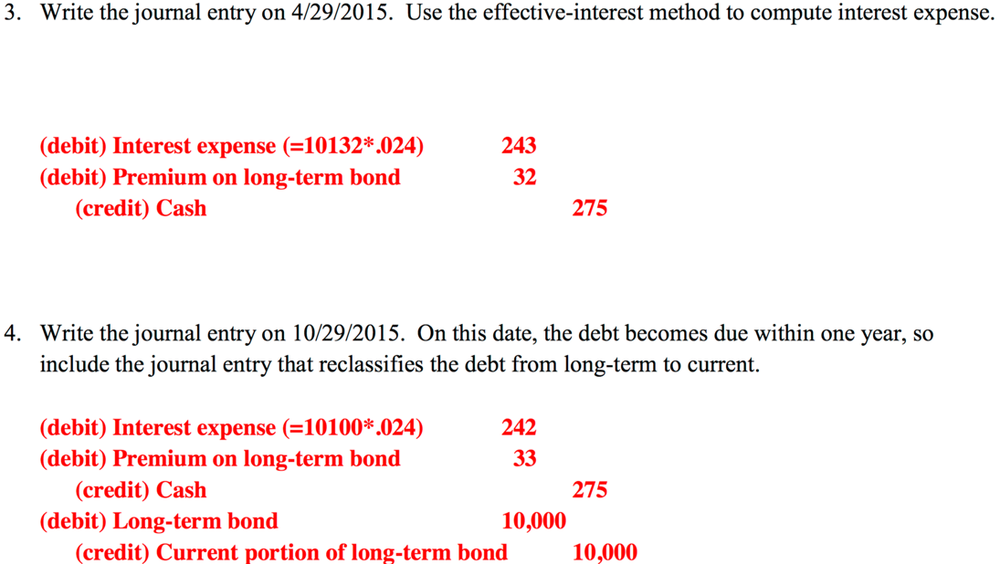 3. Write the journal entry on 4/29/2015. Use the effective-interest method to compute interest expense.
(debit) Interest expense (=10132*.024) 243
(debit) Premium on long-term bond 32
(credit) Cash 275
4. Write the journal entry on 10/29/2015. On this date, the debt becomes due within one year, so
include the journal entry that reclassifies the debt from long-term to current.
(debit) Interest expense (=10100*.024) 242
(debit) Premium on long-term bond 33
(credit) Cash 275
(debit) Long-term bond 10,000
(credit) Current portion of long-term bond 10,000